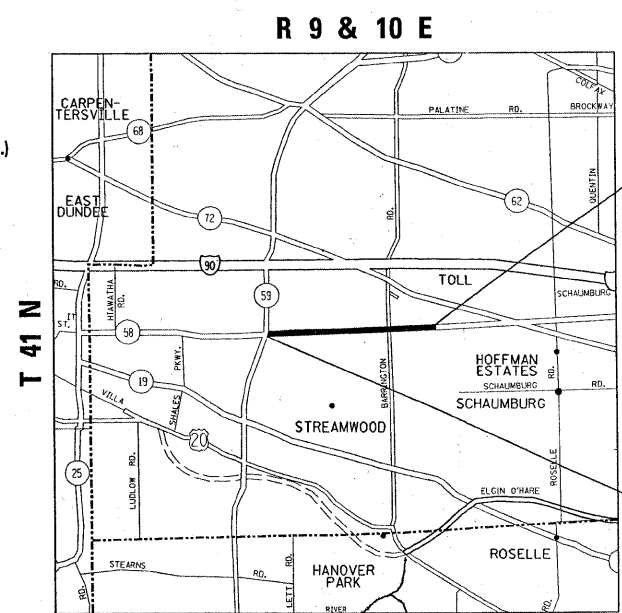 R 9 & 10 E
T 41 N
.)
CARPEN-
TERSVILLE
68
COLFAX
PALATINE RD.
BROCKWAY
EAST
DUNDEE
QUENTIN
62
72
RD.
90
TOLL
59
SCHAUMBURG
RD.
HIAWATHA
RD.
IT
ST.
58
PKWY.
BARRINGTON
HOFFMAN
ESTATES
RD.
SCHAUMBURG RD.
SCHAUMBURG
19
VILLA
SHALES
STREAMWOOD
20
25
LUDLOW RD.
ROSELLE
ELGIN O'HARE
ROSELLE
STEARNS
RD.
RD.
HANOVER
PARK
LETT RD.
RIVER
RD.